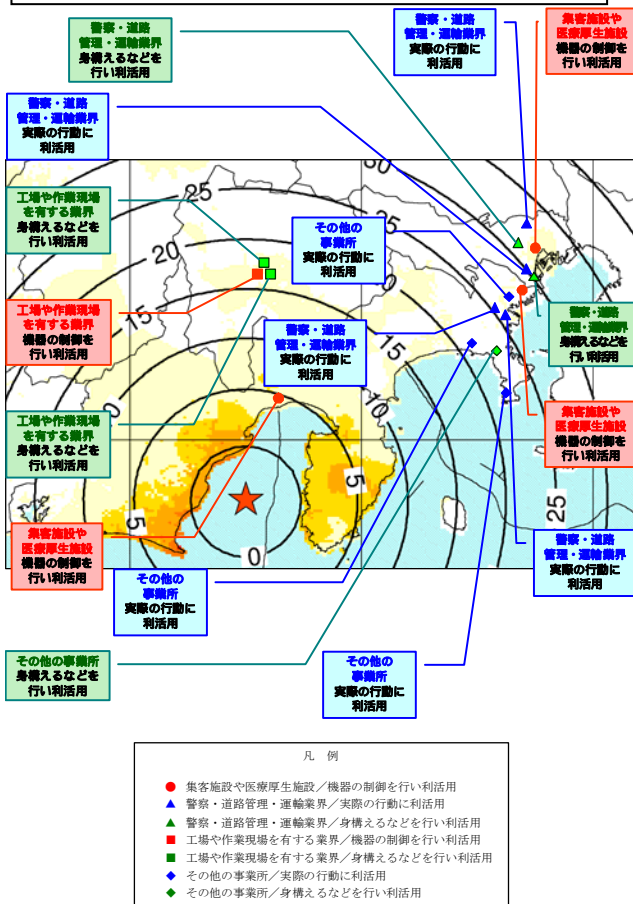 警察・道路
管理・運輸業界
身構えるなどを
行い利活用
警察・道路
管理・運輸業界
実際の行動に
利活用
集客施設や
医療厚生施設
機器の制御を
行い利活用
警察・道路
管理・運輸業界
実際の行動に
利活用
工場や作業現場
を有する業界
身構えるなどを
行い利活用
その他の
事業所
実際の行動に
利活用
工場や作業現場
を有する業界
機器の制御を
行い利活用
警察・道路
管理・運輸業界
実際の行動に
利活用
警察・道路
管理・運輸業界
身構えるなどを
行い利活用
工場や作業現場
を有する業界
身構えるなどを
行い利活用
集客施設や
医療厚生施設
機器の制御を
行い利活用
集客施設や
医療厚生施設
機器の制御を
行い利活用
警察・道路
管理・運輸業界
実際の行動に
利活用
その他の
事業所
実際の行動に
利活用
その他の事業所
身構えるなどを
行い利活用
その他の
事業所
実際の行動に
利活用
30
25
25
20
20
15
15
10
5
5
0
25
凡 例
集客施設や医療厚生施設／機器の制御を行い利活用
警察・道路管理・運輸業界／実際の行動に利活用
警察・道路管理・運輸業界／身構えるなどを行い利活用
工場や作業現場を有する業界／機器の制御を行い利活用
工場や作業現場を有する業界／身構えるなどを行い利活用
その他の事業所／実際の行動に利活用
その他の事業所／身構えるなどを行い利活用